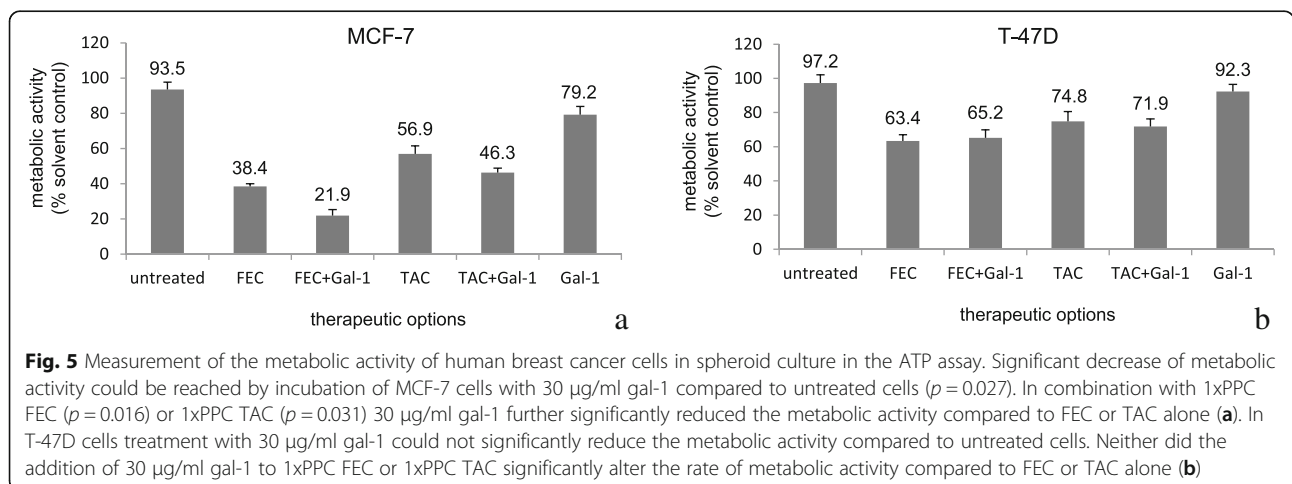 MCF-7
120
100
80
60
40
20
0
metabolic activity
(% solvent control)
93.5
38.4
21.9
56.9
46.3
79.2
untreated FEC FEC+Gal-1 TAC TAC+Gal-1 Gal-1
therapeutic options
a
T-47D
120
100
80
60
40
20
0
metabolic activity
(% solvent control)
97.2
63.4
65.2
74.8
71.9
92.3
untreated FEC FEC+Gal-1 TAC TAC+Gal-1 Gal-1
therapeutic options
b
Fig. 5 Measurement of the metabolic activity of human breast cancer cells in spheroid culture in the ATP assay. Significant decrease of metabolic
activity could be reached by incubation of MCF-7 cells with 30 μg/ml gal-1 compared to untreated cells (p = 0.027). In combination with 1xPPC
FEC (p = 0.016) or 1xPPC TAC (p = 0.031) 30 μg/ml gal-1 further significantly reduced the metabolic activity compared to FEC or TAC alone (a). In
T-47D cells treatment with 30 μg/ml gal-1 could not significantly reduce the metabolic activity compared to untreated cells. Neither did the
addition of 30 μg/ml gal-1 to 1xPPC FEC or 1xPPC TAC significantly alter the rate of metabolic activity compared to FEC or TAC alone (b)